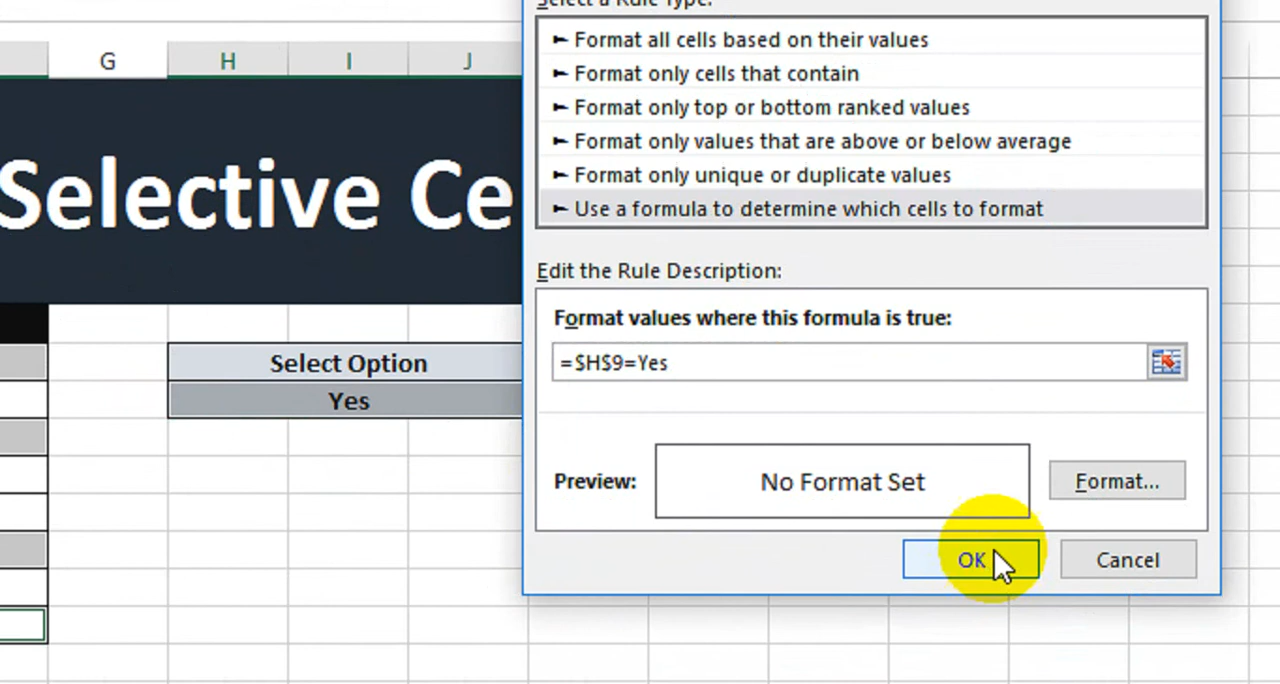 Select a Rule Type:
► Format all cells based on their values
► Format only cells that contain
► Format only top or bottom ranked values
► Format only values that are above or below average
► Format only unique or duplicate values
► Use a formula to determine which cells to format
Edit the Rule Description:
Format values where this formula is true:
=$H$9=Yes
Preview:
No Format Set
Format...
OK
Cancel
G H I J
Selective Ce
Select Option
Yes